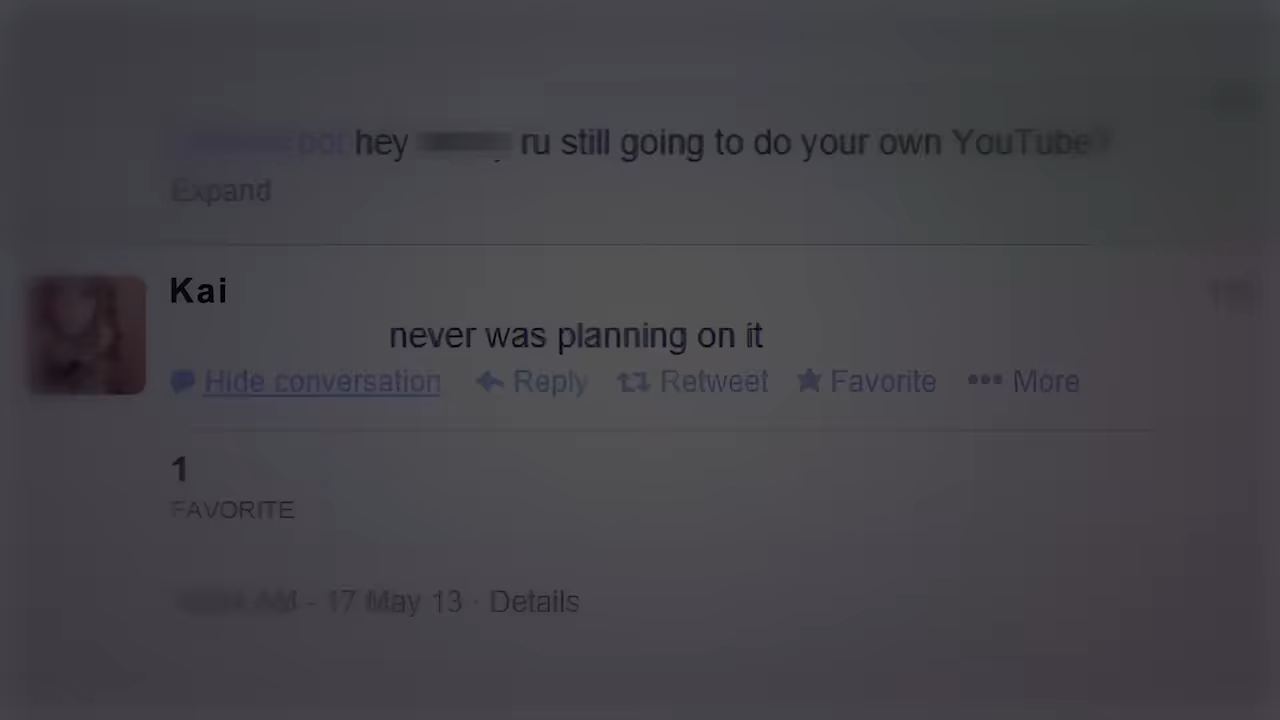 hey ru still going to do your own YouTube?
Expand
Kai
never was planning on it
Hide conversation Reply Retweet Favorite More
1
FAVORITE
- 17 May 13 · Details